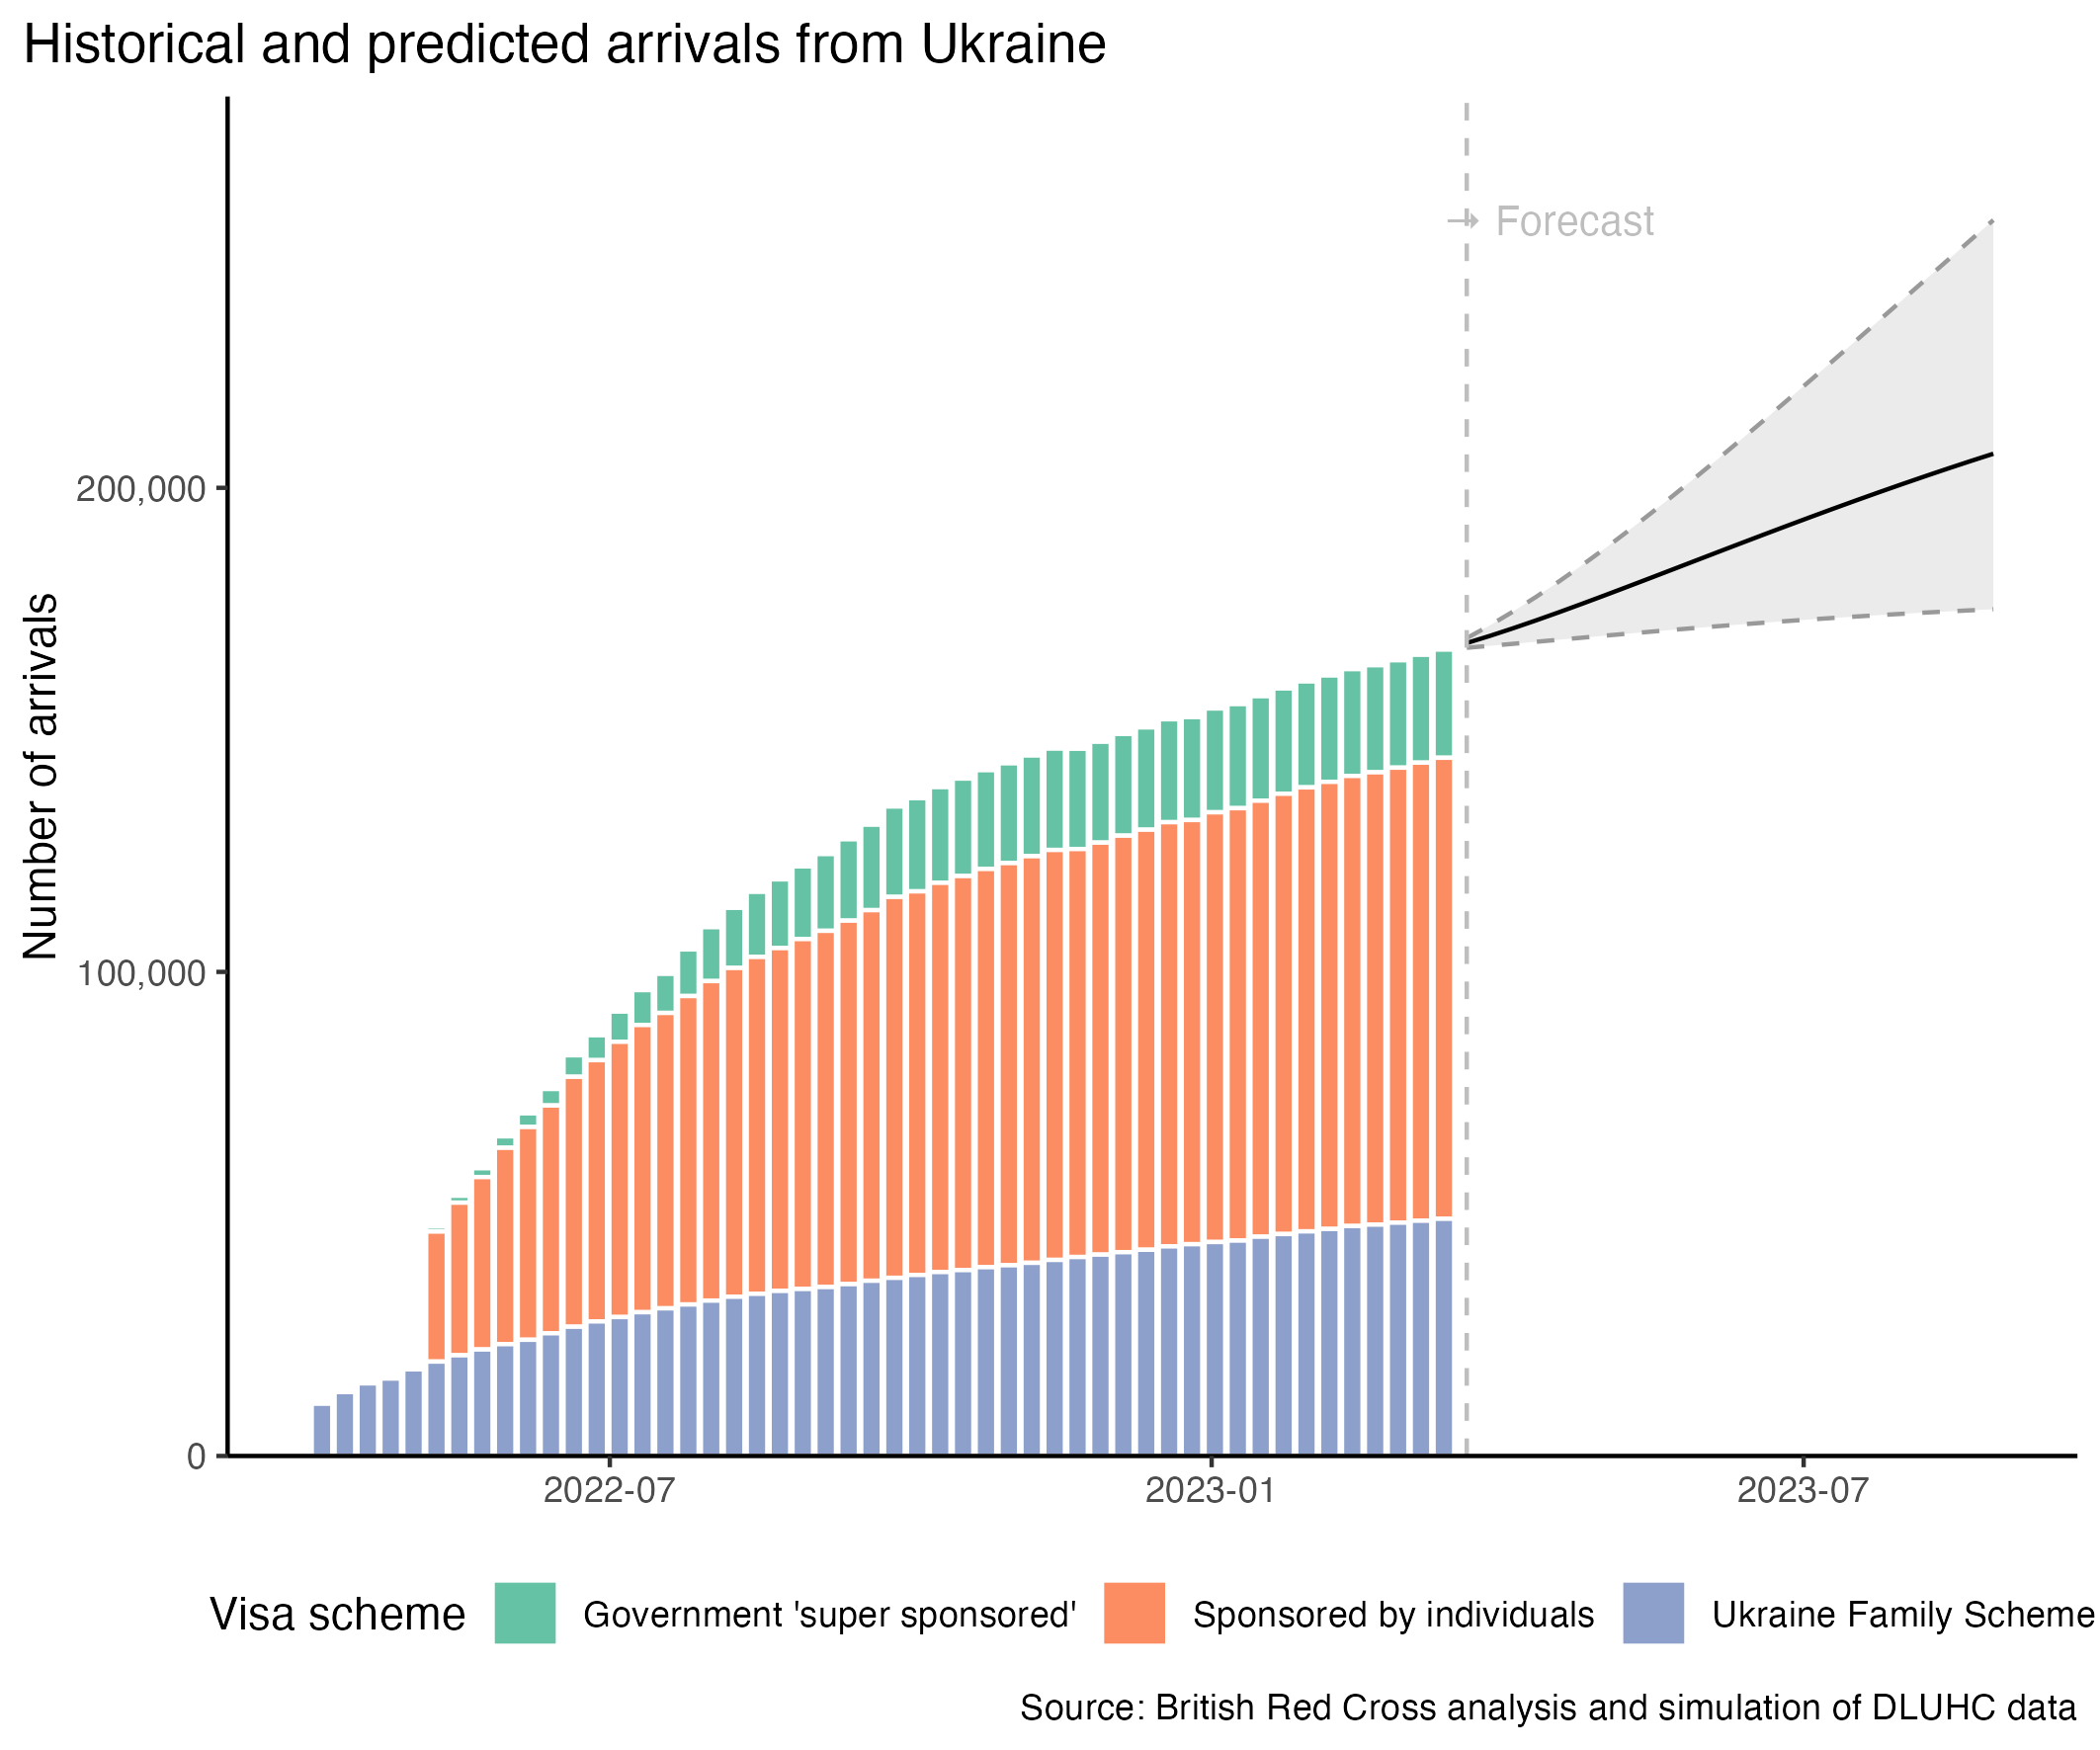 Historical and predicted arrivals from Ukraine
Forecast
Number of arrivals
200,000
100,000
0
2022-07
2023-01
2023-07
Visa scheme
Government 'super sponsored'
Sponsored by individuals
Ukraine Family Scheme
Source: British Red Cross analysis and simulation of DLUHC data